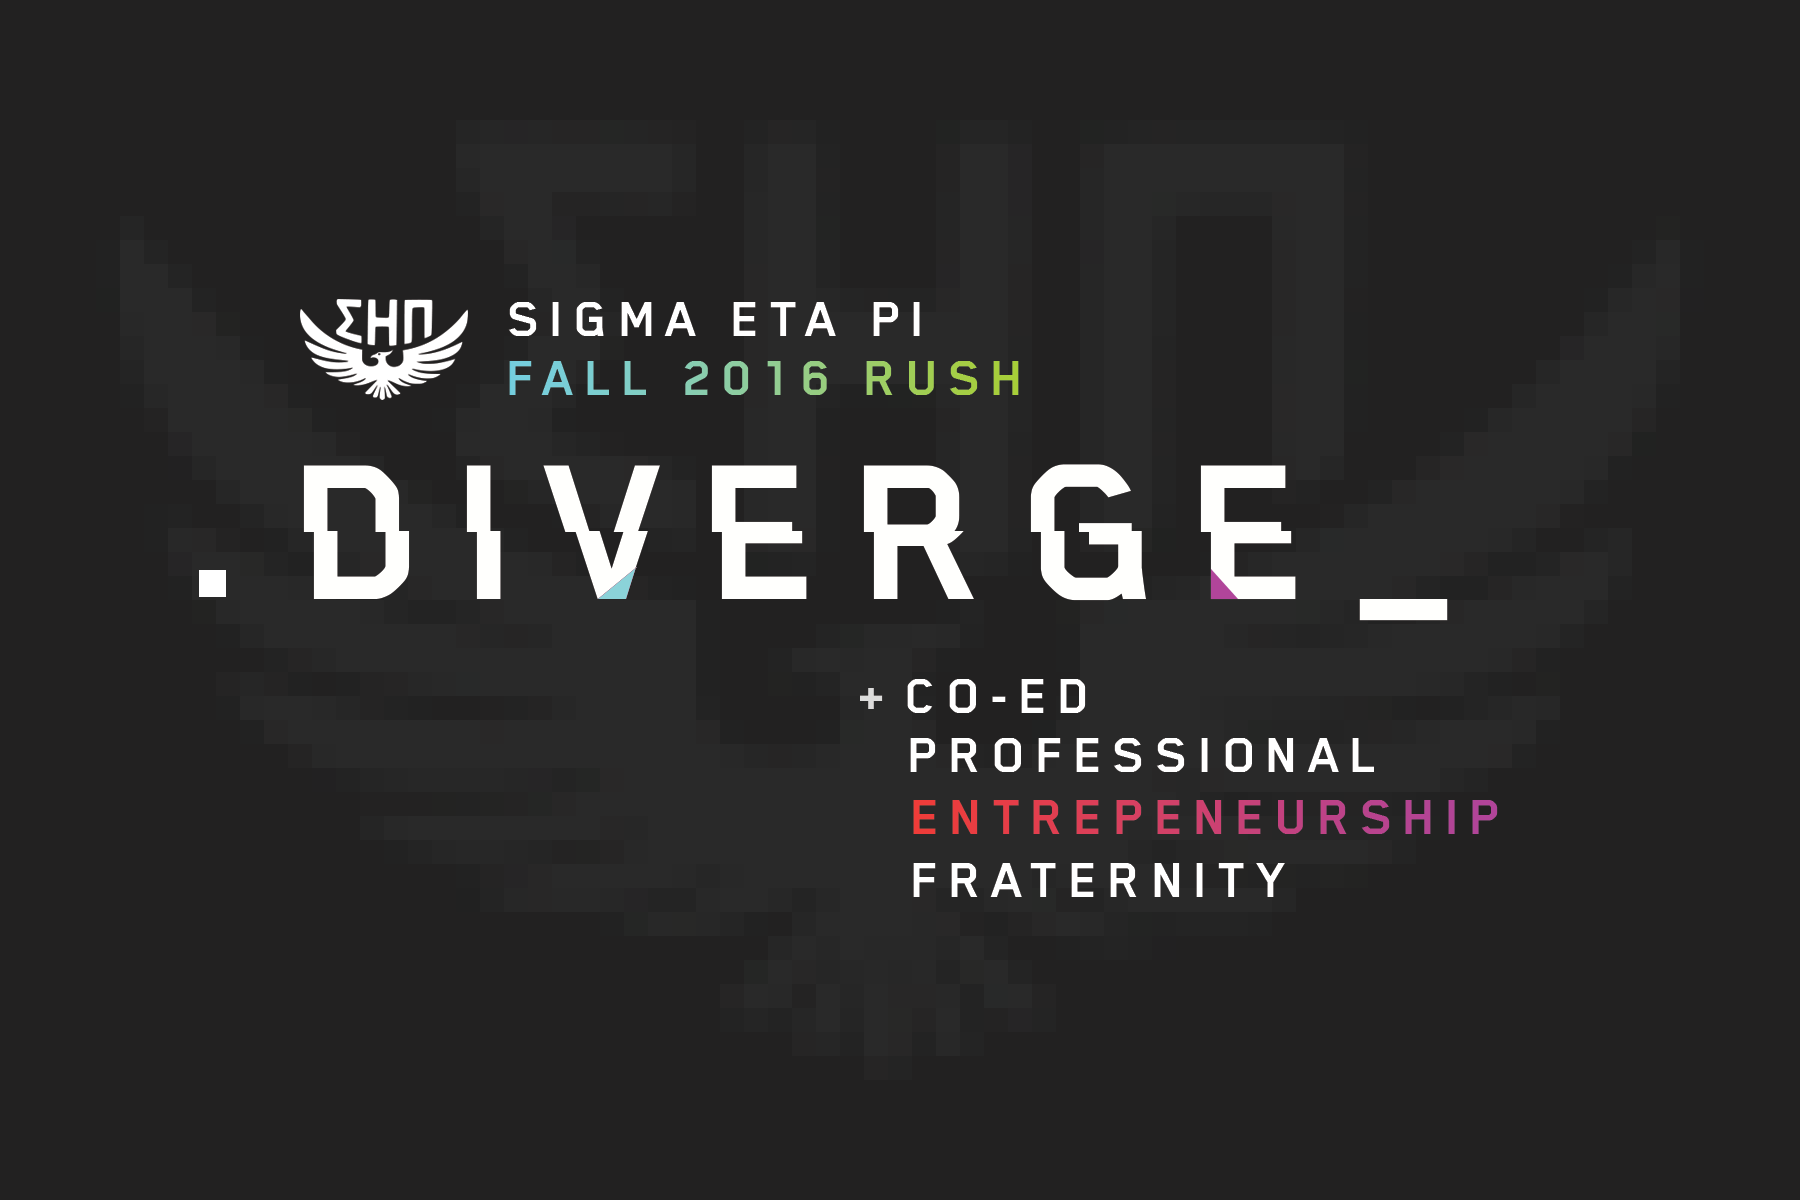 ΣΗΠ
SIGMA ETA PI
FALL 2016 RUSH
.DIVERGE_
+ CO-ED
PROFESSIONAL
ENTREPENEURSHIP
FRATERNITY